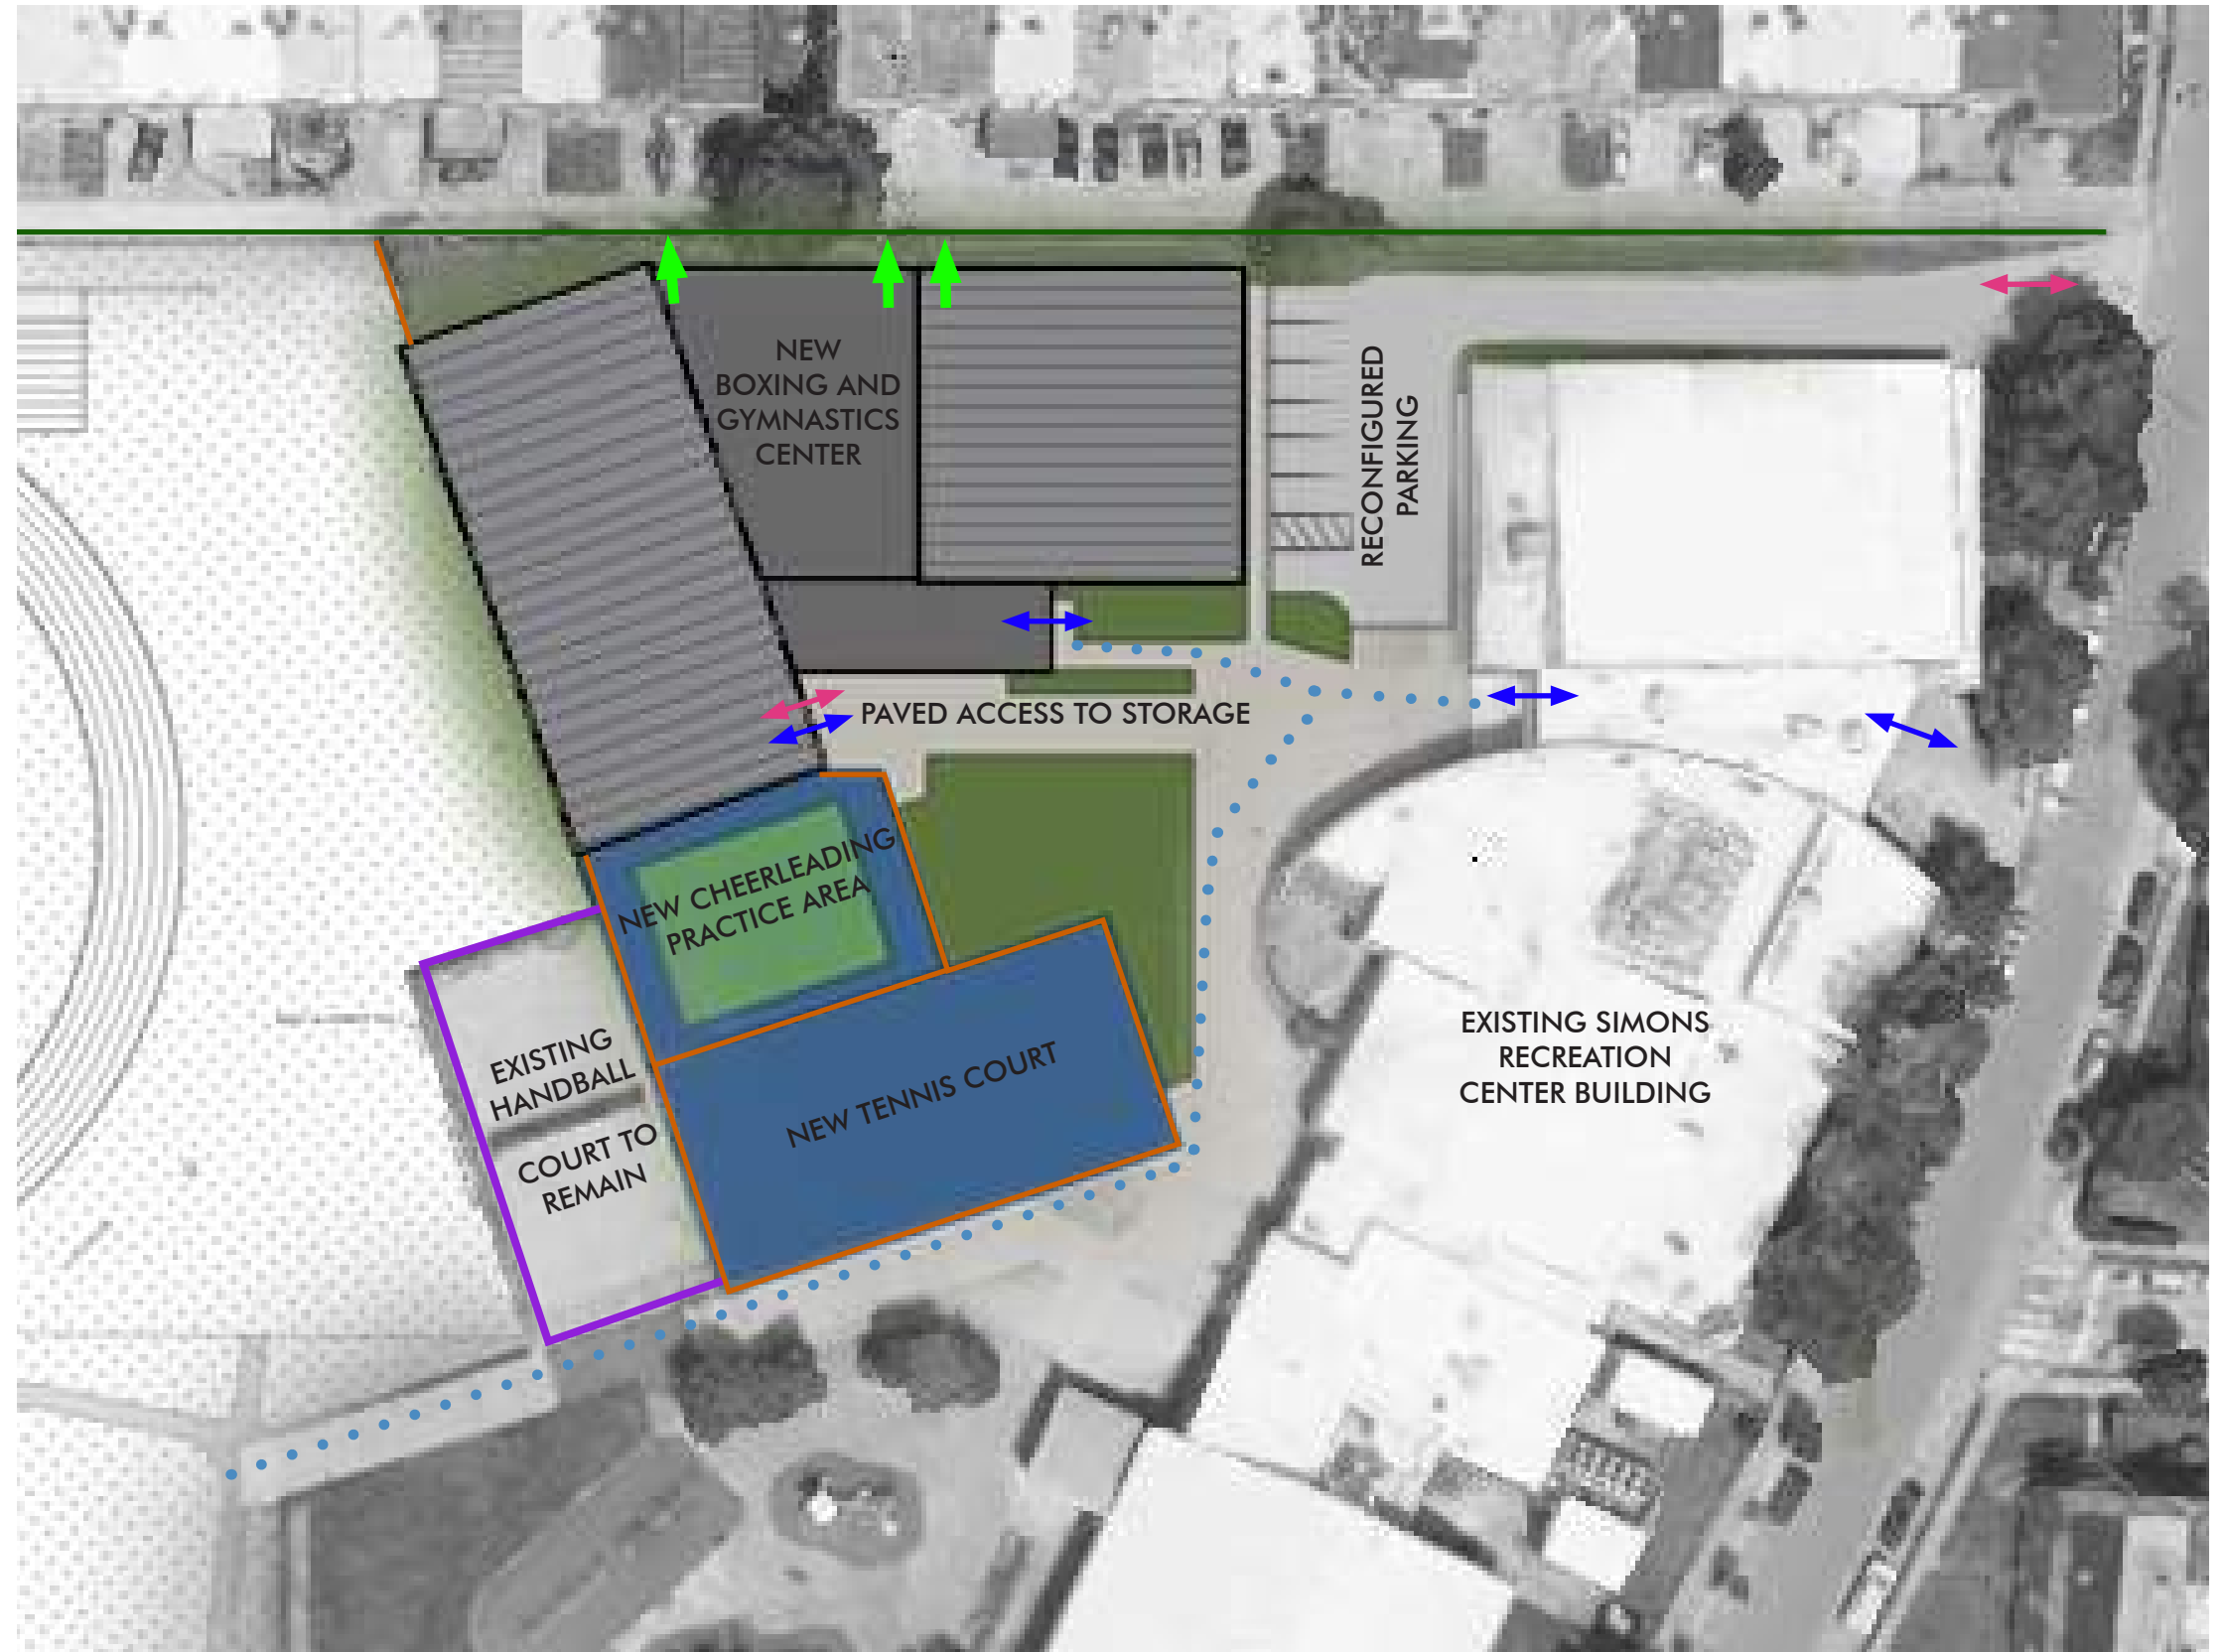 NEW
BOXING AND
GYMNASTICS
CENTER
RECONFIGURED
PARKING
PAVED ACCESS TO STORAGE
NEW CHEERLEADING
PRACTICE AREA
EXISTING
HANDBALL
COURT TO
REMAIN
NEW TENNIS COURT
EXISTING SIMONS
RECREATION
CENTER BUILDING